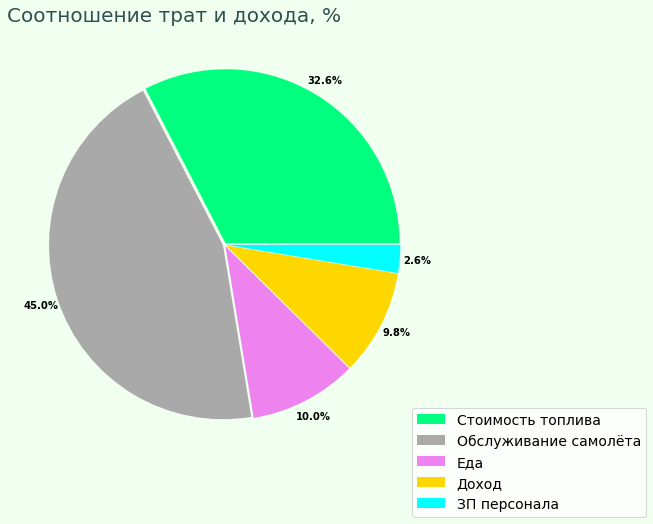 Соотношение трат и дохода, %
32.6%
45.0%
2.6%
9.8%
10.0%
Стоимость топлива
Обслуживание самолёта
Еда
Доход
ЗП персонала